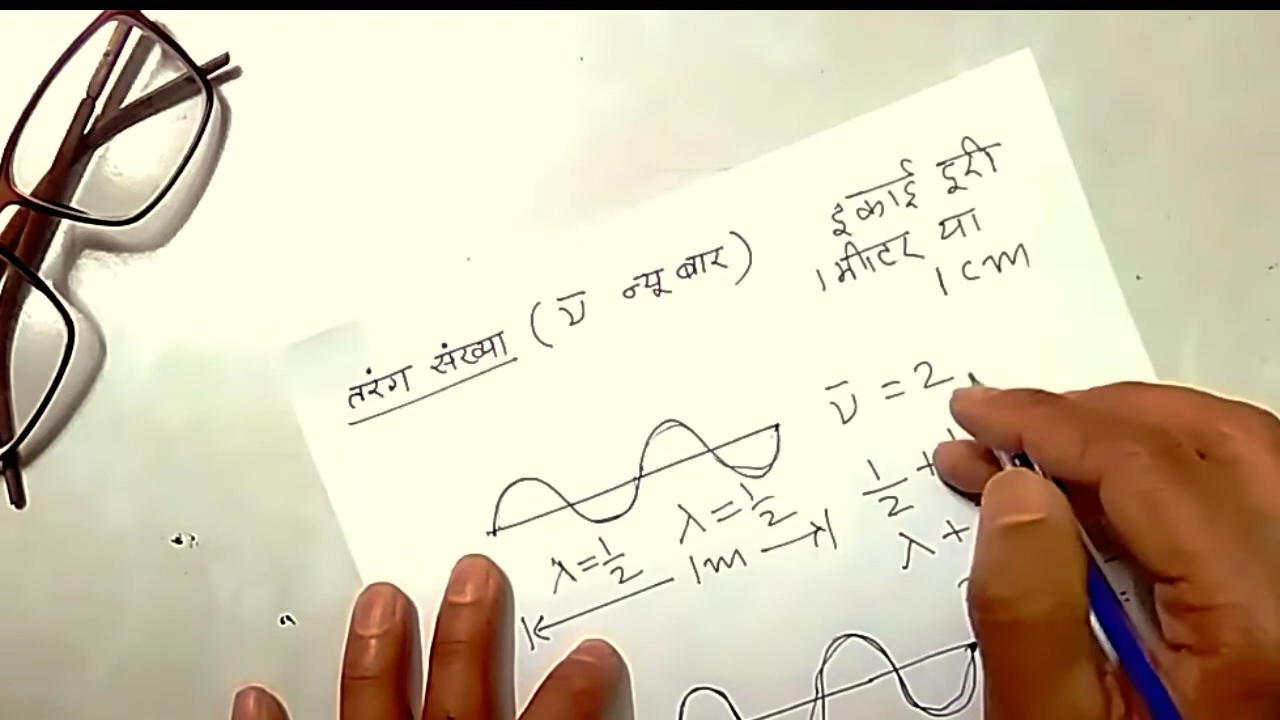 इकाई दूरी
1 मीटर या
1 cm
तरंग संख्या ( ν̄ न्यू बार )
ν̄ = 2
1/2 +
λ = 1/2 λ = 1/2
λ +
1m